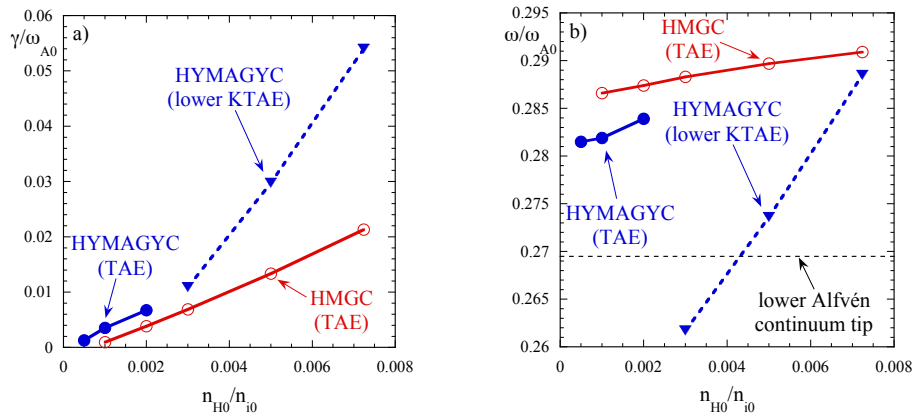 0.06
γ/ω_A0
a)
0.05
HYMAGYC
(lower KTAE)
0.04
0.03
0.02
HYMAGYC
(TAE)
0.01
HMGC
(TAE)
0
0 0.002 0.004 0.006 0.008
n_H0/n_i0
0.295
ω/ω_A0
b)
HMGC
(TAE)
0.29
0.285
HYMAGYC
(lower KTAE)
0.28
0.275
HYMAGYC
(TAE)
0.27
0.265
lower Alfvén
continuum tip
0.26
0 0.002 0.004 0.006 0.008
n_H0/n_i0